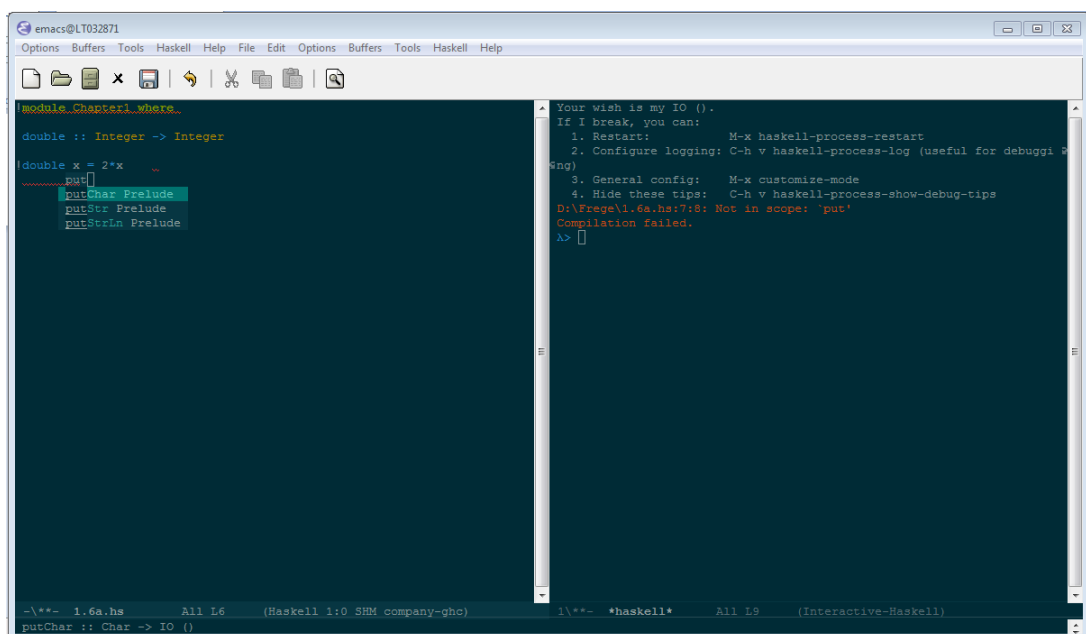 emacs@LT032871
Options Buffers Tools Haskell Help File Edit Options Buffers Tools Haskell Help
!module Chapter1 where
double :: Integer -> Integer
!double x = 2*x
put
putChar Prelude
putStr Prelude
putStrLn Prelude
-\**- 1.6a.hs All L6 (Haskell 1:0 SHM company-ghc)
putChar :: Char -> IO ()
Your wish is my IO ().
If I break, you can:
1. Restart: M-x haskell-process-restart
2. Configure logging: C-h v haskell-process-log (useful for debuggi
ng)
3. General config: M-x customize-mode
4. Hide these tips: C-h v haskell-process-show-debug-tips
D:\Frege\1.6a.hs:7:8: Not in scope: `put'
Compilation failed.
λ>
1\**- *haskell* All L9 (Interactive-Haskell)